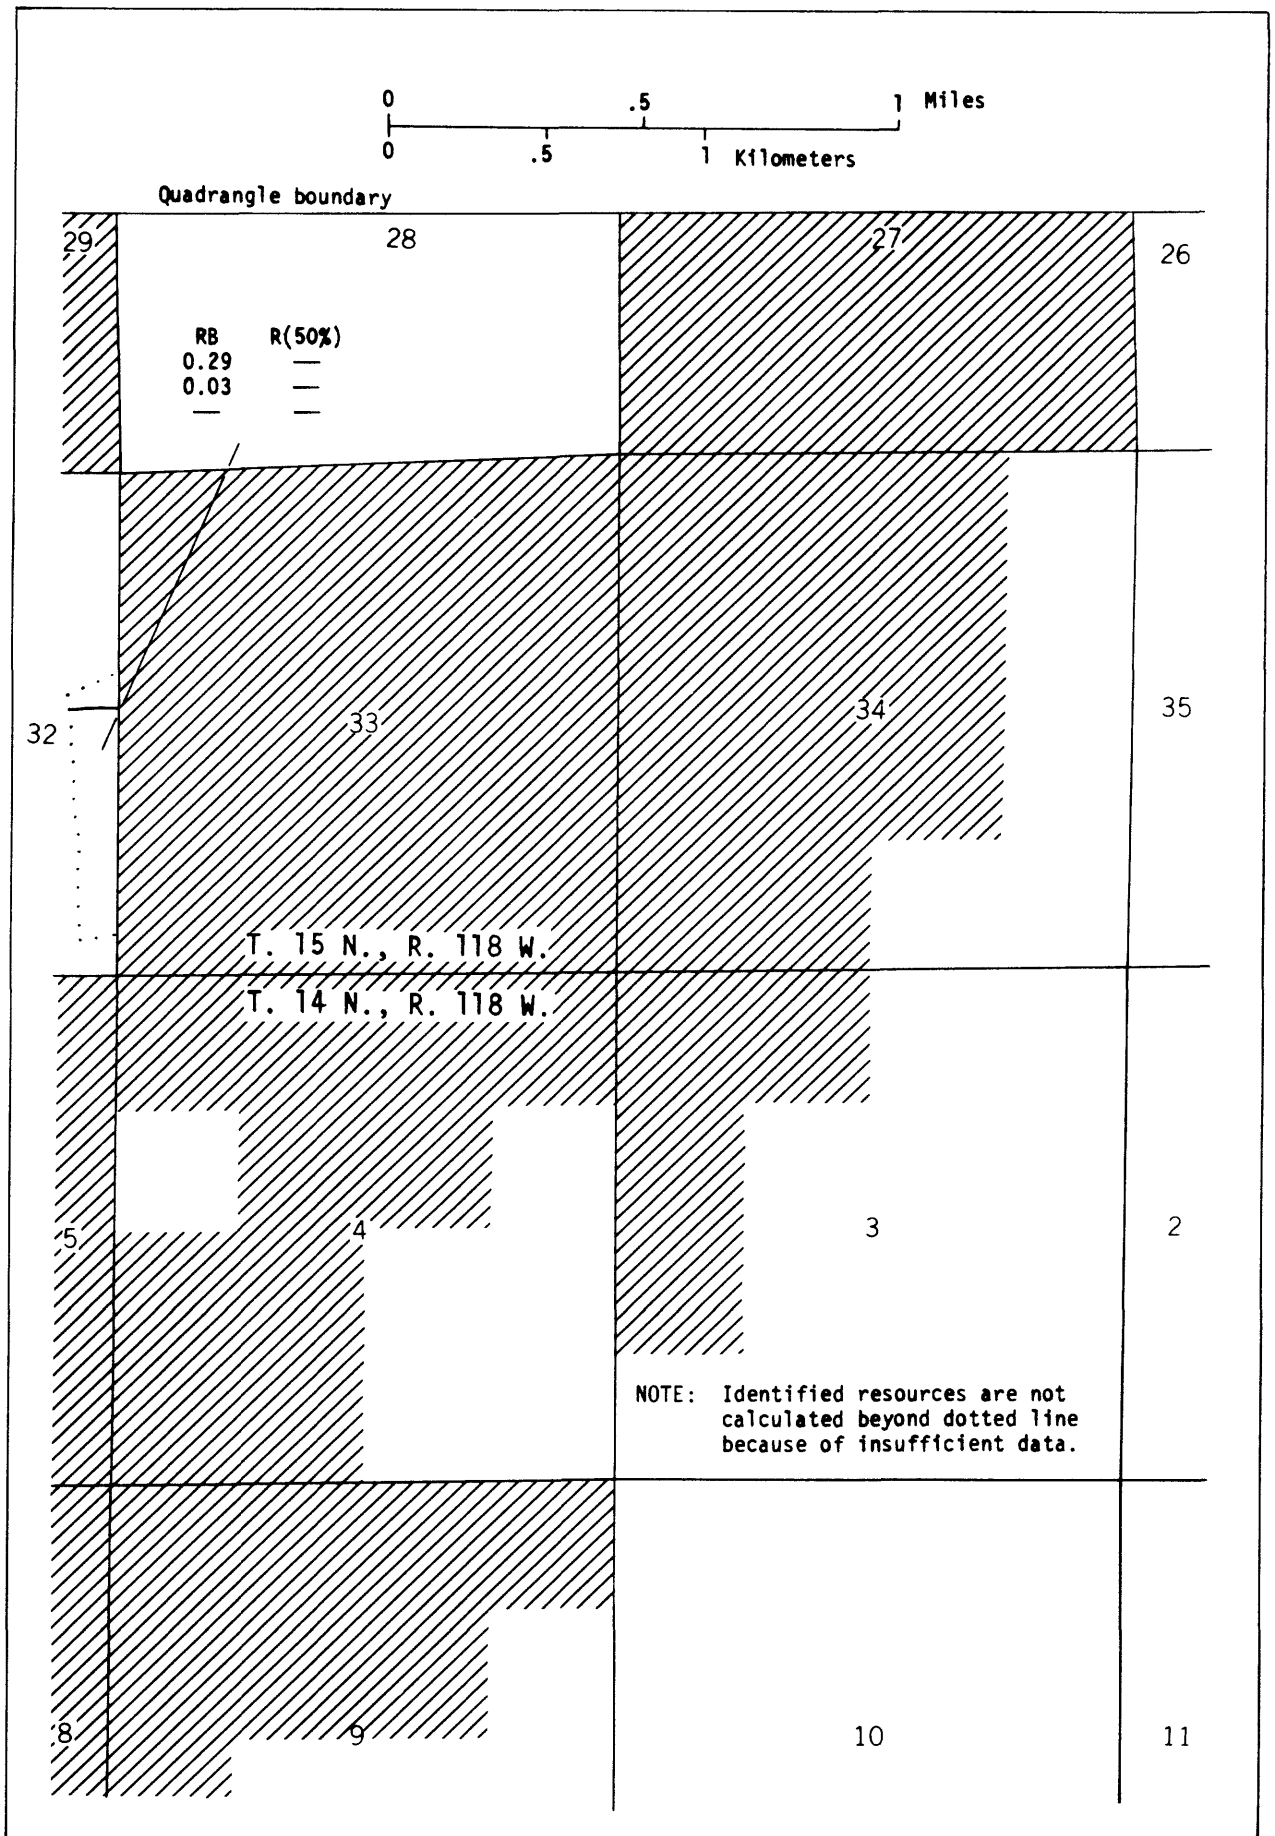 0 .5 1 Miles
0 .5 1 Kilometers
Quadrangle boundary
29 28 27 26
RB R(50%)
0.29 —
0.03 —
— —
32 33 34 35
T. 15 N., R. 118 W.
T. 14 N., R. 118 W.
5 4 3 2
NOTE: Identified resources are not
calculated beyond dotted line
because of insufficient data.
8 9 10 11